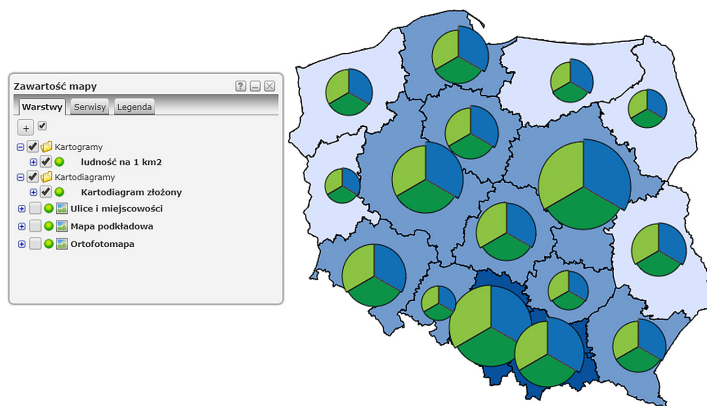 Zawartość mapy
Warstwy Serwisy Legenda
Kartogramy
ludność na 1 km2
Kartodiagramy
Kartodiagram złożony
Ulice i miejscowości
Mapa podkładowa
Ortofotomapa